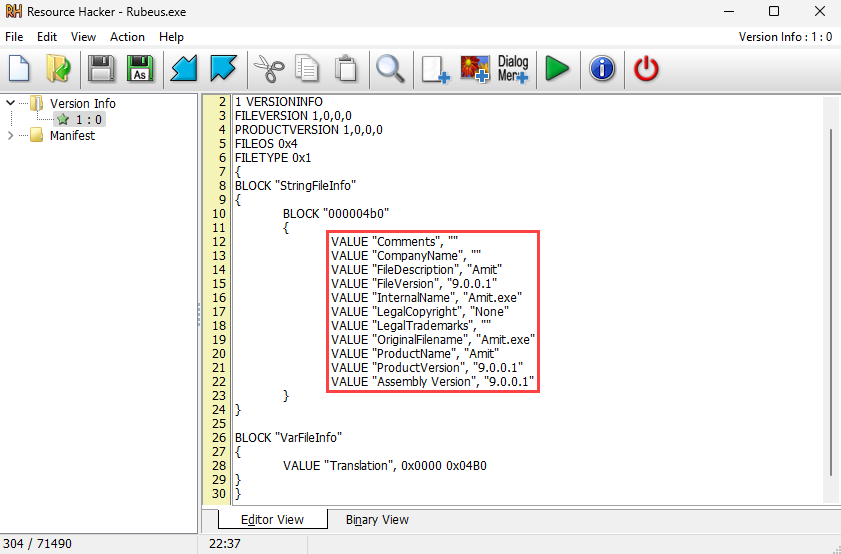 Resource Hacker - Rubeus.exe
File Edit View Action Help Version Info : 1 : 0
As Dialog
Menu
Version Info
1 : 0
Manifest
2 1 VERSIONINFO
3 FILEVERSION 1,0,0,0
4 PRODUCTVERSION 1,0,0,0
5 FILEOS 0x4
6 FILETYPE 0x1
7 {
8 BLOCK "StringFileInfo"
9 {
10 BLOCK "000004b0"
11 {
12 VALUE "Comments", ""
13 VALUE "CompanyName", ""
14 VALUE "FileDescription", "Amit"
15 VALUE "FileVersion", "9.0.0.1"
16 VALUE "InternalName", "Amit.exe"
17 VALUE "LegalCopyright", "None"
18 VALUE "LegalTrademarks", ""
19 VALUE "OriginalFilename", "Amit.exe"
20 VALUE "ProductName", "Amit"
21 VALUE "ProductVersion", "9.0.0.1"
22 VALUE "Assembly Version", "9.0.0.1"
23 }
24 }
25
26 BLOCK "VarFileInfo"
27 {
28 VALUE "Translation", 0x0000 0x04B0
29 }
30 }
Editor View Binary View
304 / 71490 22:37